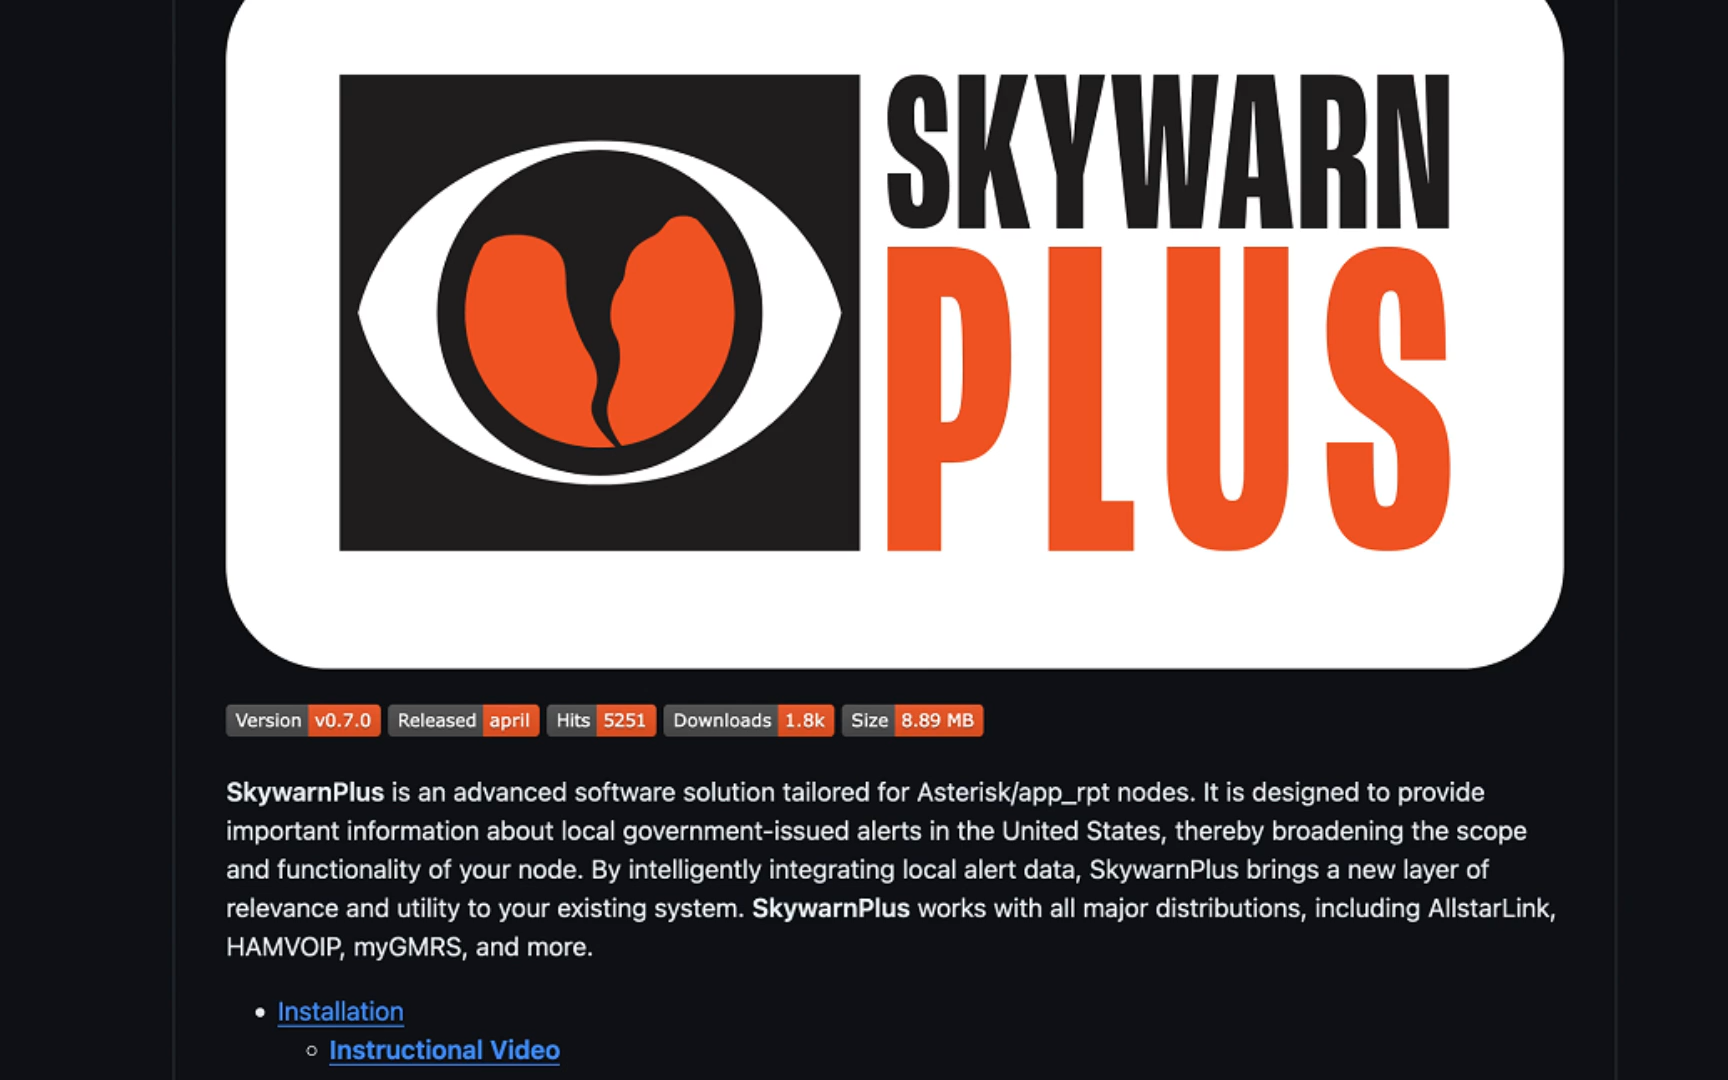 SKYWARN
PLUS
Version v0.7.0 Released april Hits 5251 Downloads 1.8k Size 8.89 MB
SkywarnPlus is an advanced software solution tailored for Asterisk/app_rpt nodes. It is designed to provide
important information about local government-issued alerts in the United States, thereby broadening the scope
and functionality of your node. By intelligently integrating local alert data, SkywarnPlus brings a new layer of
relevance and utility to your existing system. SkywarnPlus works with all major distributions, including AllstarLink,
HAMVOIP, myGMRS, and more.
Installation
Instructional Video